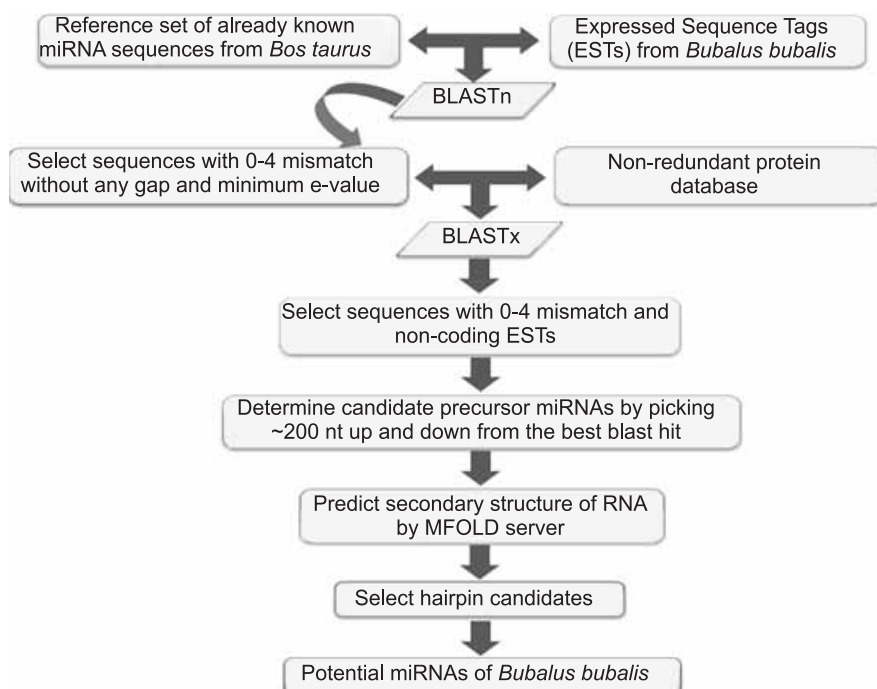 Reference set of already known
miRNA sequences from Bos taurus
Expressed Sequence Tags
(ESTs) from Bubalus bubalis
BLASTn
Select sequences with 0-4 mismatch
without any gap and minimum e-value
Non-redundant protein
database
BLASTx
Select sequences with 0-4 mismatch and
non-coding ESTs
Determine candidate precursor miRNAs by picking
~200 nt up and down from the best blast hit
Predict secondary structure of RNA
by MFOLD server
Select hairpin candidates
Potential miRNAs of Bubalus bubalis